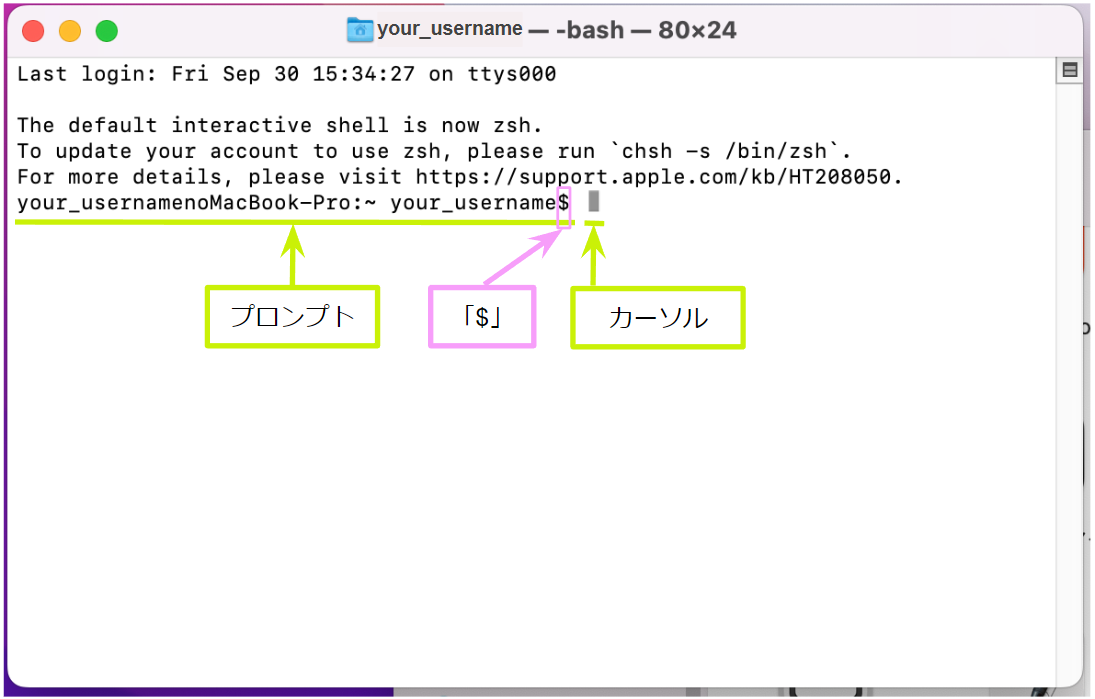 your_username — -bash — 80×24
Last login: Fri Sep 30 15:34:27 on ttys000
The default interactive shell is now zsh.
To update your account to use zsh, please run `chsh -s /bin/zsh`.
For more details, please visit https://support.apple.com/kb/HT208050.
your_usernamenoMacBook-Pro:~ your_username$
プロンプト
「$」
カーソル